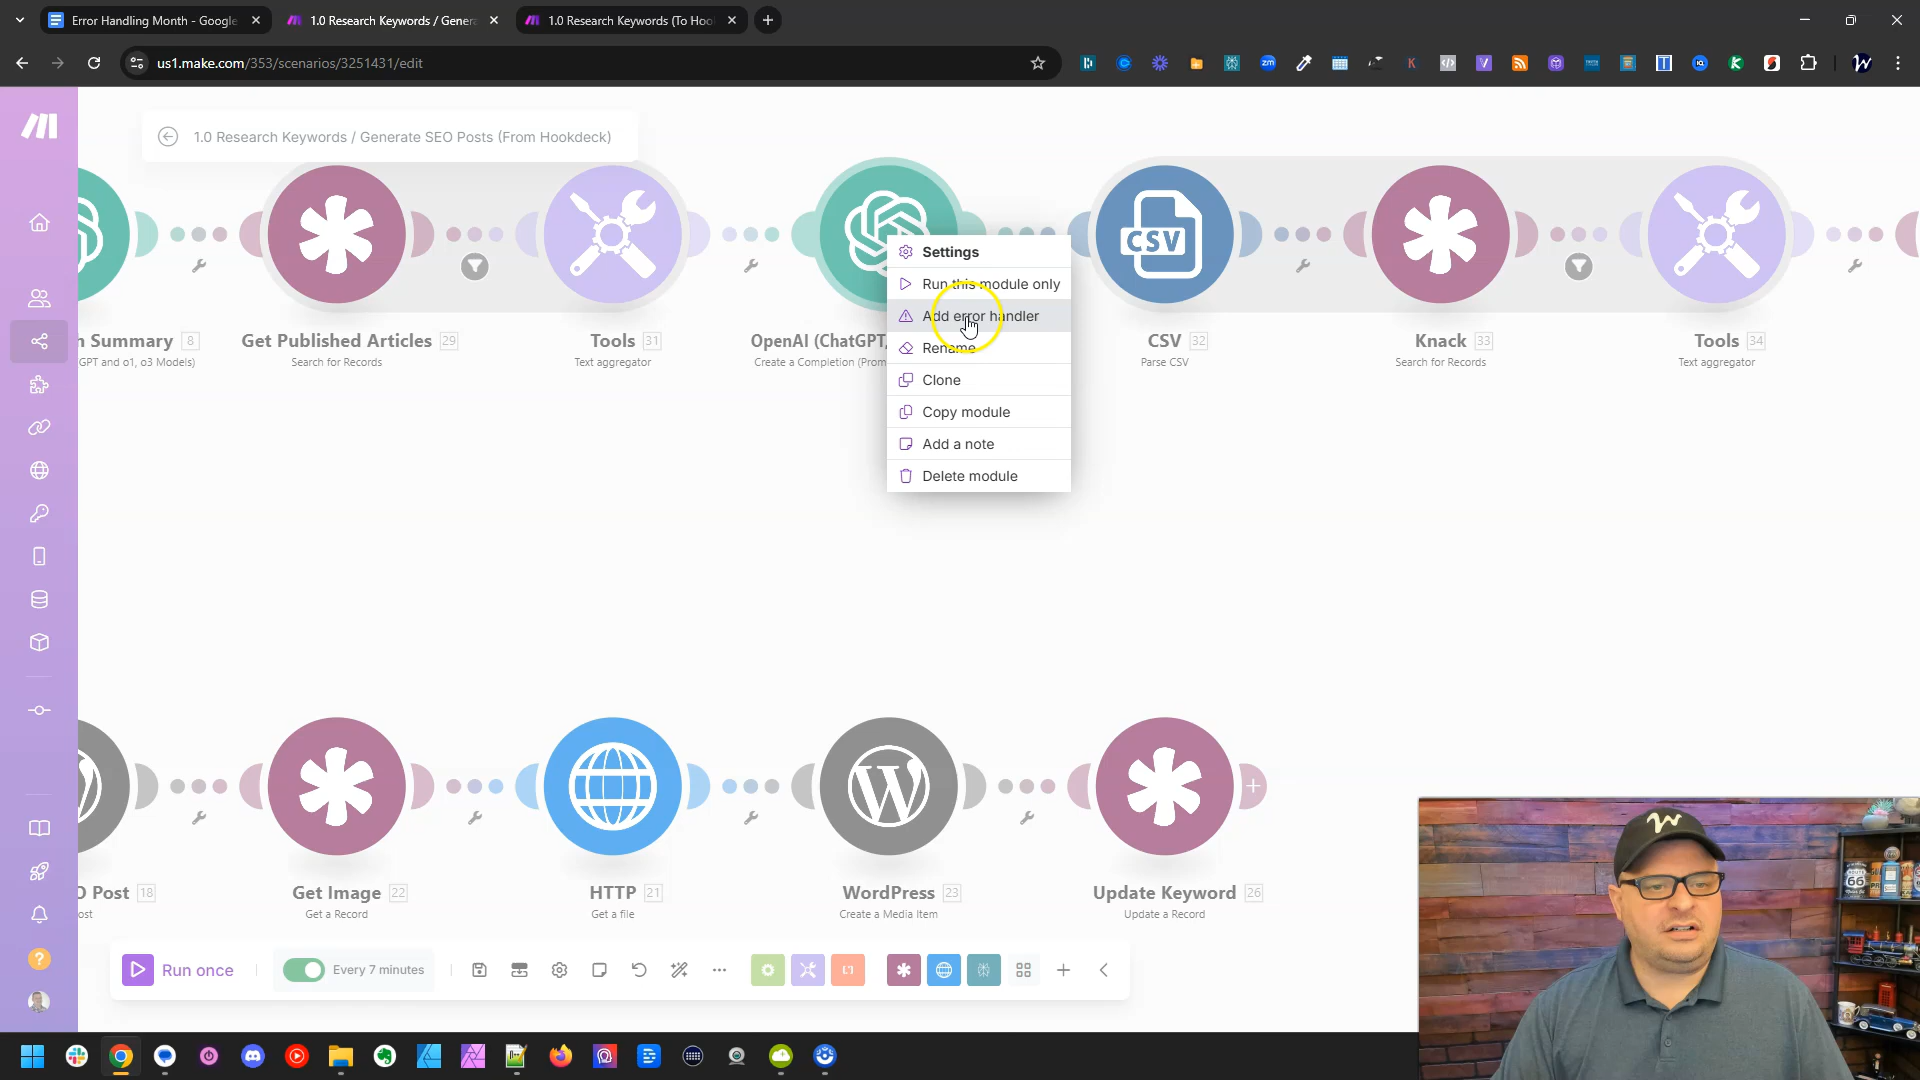 Error Handling Month - Google
1.0 Research Keywords / Genera
1.0 Research Keywords (To Hoo
us1.make.com/353/scenarios/3251431/edit
1.0 Research Keywords / Generate SEO Posts (From Hookdeck)
Settings
Run this module only
Add error handler
Rename
Clone
Copy module
Add a note
Delete module
CSV
h Summary 8
GPT and o1, o3 Models)
Get Published Articles 29
Search for Records
Tools 31
Text aggregator
OpenAI (ChatGPT,
Create a Completion (Prom
CSV 32
Parse CSV
Knack 33
Search for Records
Tools 34
Text aggregator
O Post 18
ost
Get Image 22
Get a Record
HTTP 21
Get a file
WordPress 23
Create a Media Item
Update Keyword 26
Update a Record
Run once
Every 7 minutes
ROUTE
66